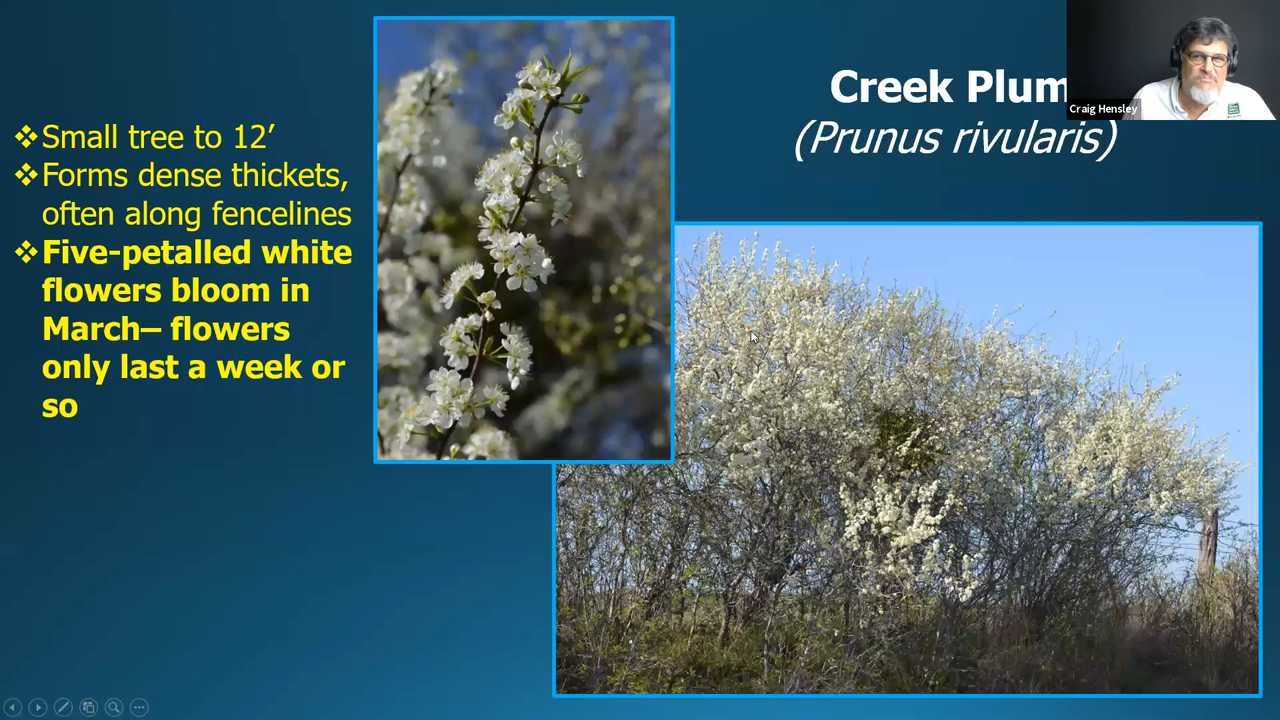 Creek Plum
(Prunus rivularis)
Craig Hensley
❖Small tree to 12’
❖Forms dense thickets,
often along fencelines
❖Five-petalled white
flowers bloom in
March– flowers
only last a week or
so